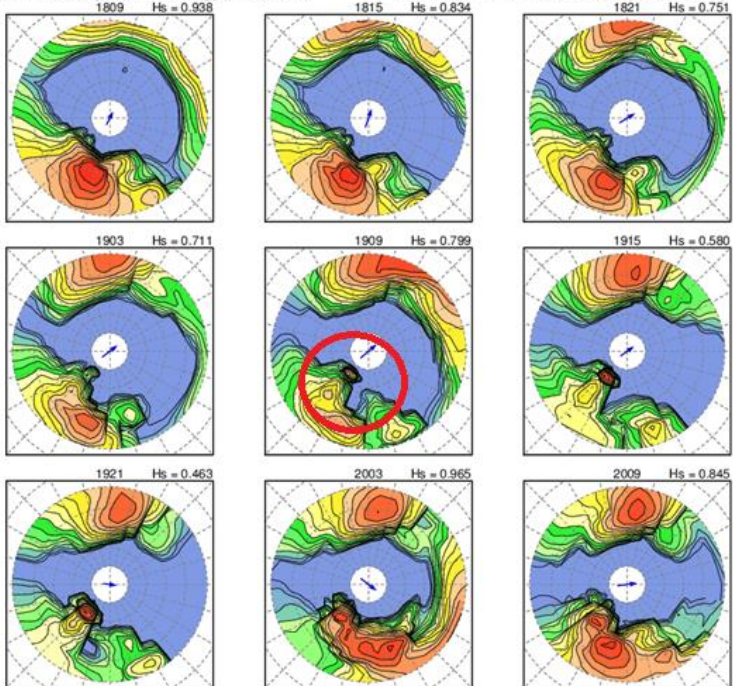 1809 Hs = 0.938
1815 Hs = 0.834
1821 Hs = 0.751
1903 Hs = 0.711
1909 Hs = 0.799
1915 Hs = 0.580
1921 Hs = 0.463
2003 Hs = 0.965
2009 Hs = 0.845